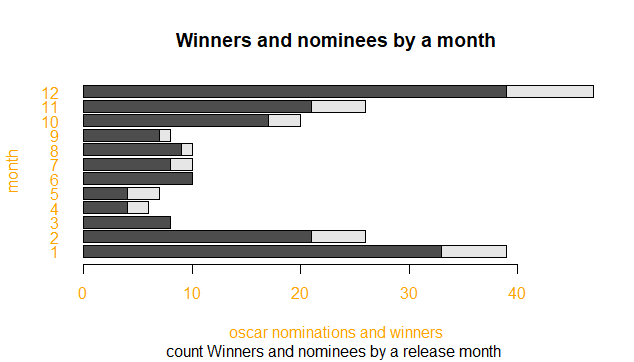 Winners and nominees by a month
month
12
11
10
9
8
7
6
5
4
3
2
1
0 10 20 30 40
oscar nominations and winners
count Winners and nominees by a release month